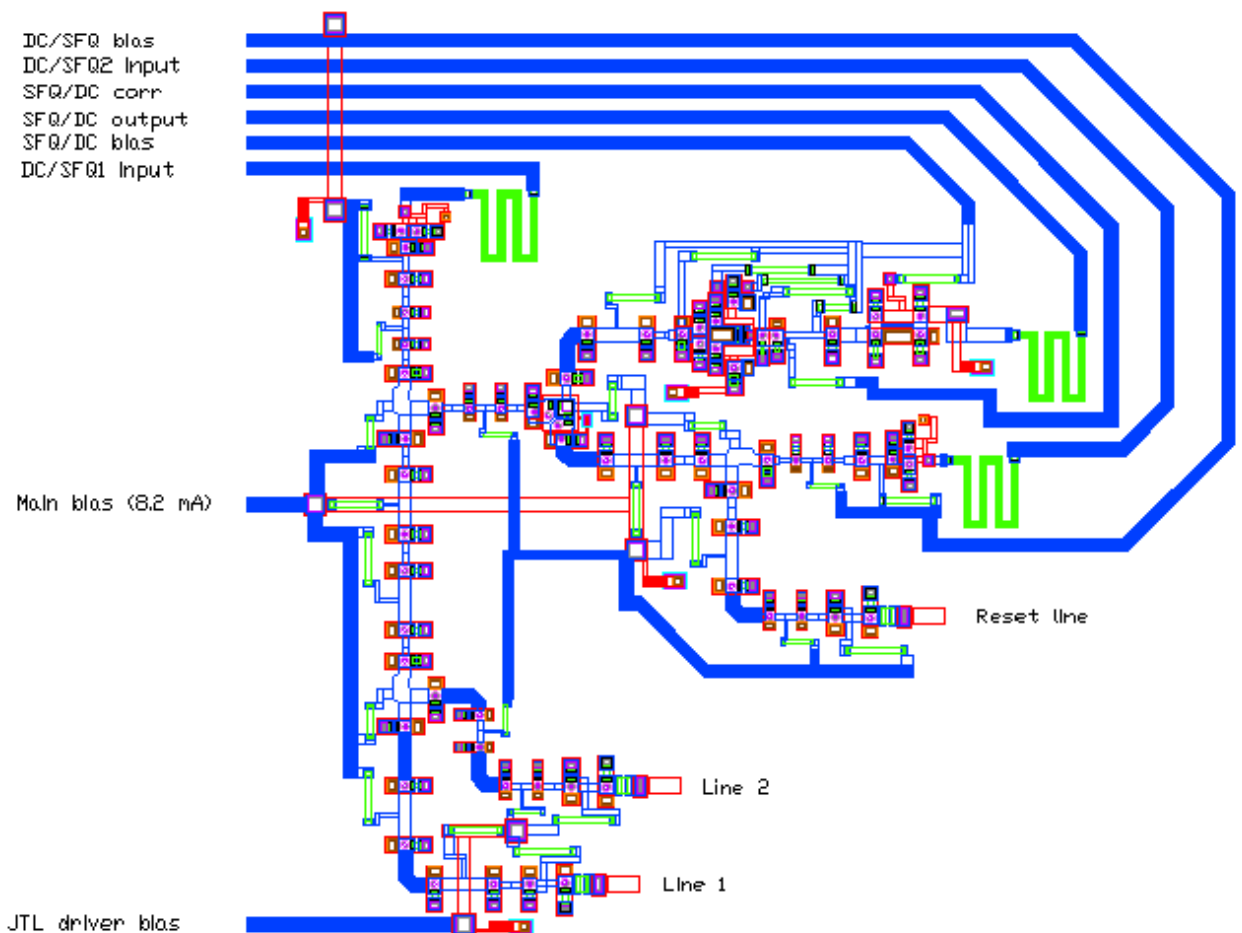 DC/SFQ bias
DC/SFQ2 Input
SFQ/DC corr
SFQ/DC output
SFQ/DC bias
DC/SFQ1 Input
Main bias (8.2 mA)
Reset line
Line 2
Line 1
JTL driver bias